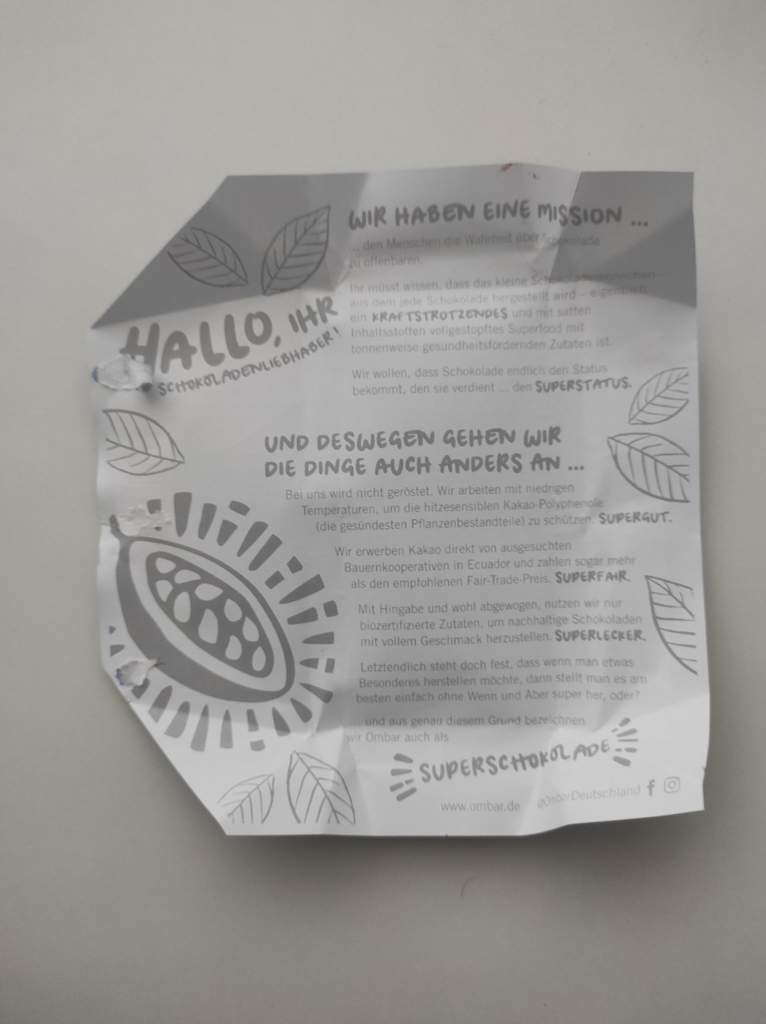 HALLO, IHR
SCHOKOLADENLIEBHABER!
WIR HABEN EINE MISSION ...
... den Menschen die Wahrheit über Schokolade
zu offenbaren.
Ihr müsst wissen, dass das kleine
aus dem jede Schokolade hergestellt wird – eigentlich
ein KRAFTSTROTZENDES und mit satten
Inhaltsstoffen vollgestopftes Superfood mit
tonnenweise gesundheitsfördernden Zutaten ist.
Wir wollen, dass Schokolade endlich den Status
bekommt, den sie verdient ... den SUPERSTATUS.
UND DESWEGEN GEHEN WIR
DIE DINGE AUCH ANDERS AN ...
Bei uns wird nicht geröstet. Wir arbeiten mit niedrigen
Temperaturen, um die hitzesensiblen Kakao-Polyphenole
(die gesündesten Pflanzenbestandteile) zu schützen. SUPERGUT.
Wir erwerben Kakao direkt von ausgesuchten
Bauernkooperativen in Ecuador und zahlen sogar mehr
als den empfohlenen Fair-Trade-Preis. SUPERFAIR.
Mit Hingabe und wohl abgewogen, nutzen wir nur
biozertifizierte Zutaten, um nachhaltige Schokoladen
mit vollem Geschmack herzustellen. SUPERLECKER.
Letztendlich steht doch fest, dass wenn man etwas
Besonderes herstellen möchte, dann stellt man es am
besten einfach ohne Wenn und Aber super her, oder?
... und aus genau diesem Grund bezeichnen
wir Ombar auch als
SUPERSCHOKOLADE
www.ombar.de @OmbarDeutschland